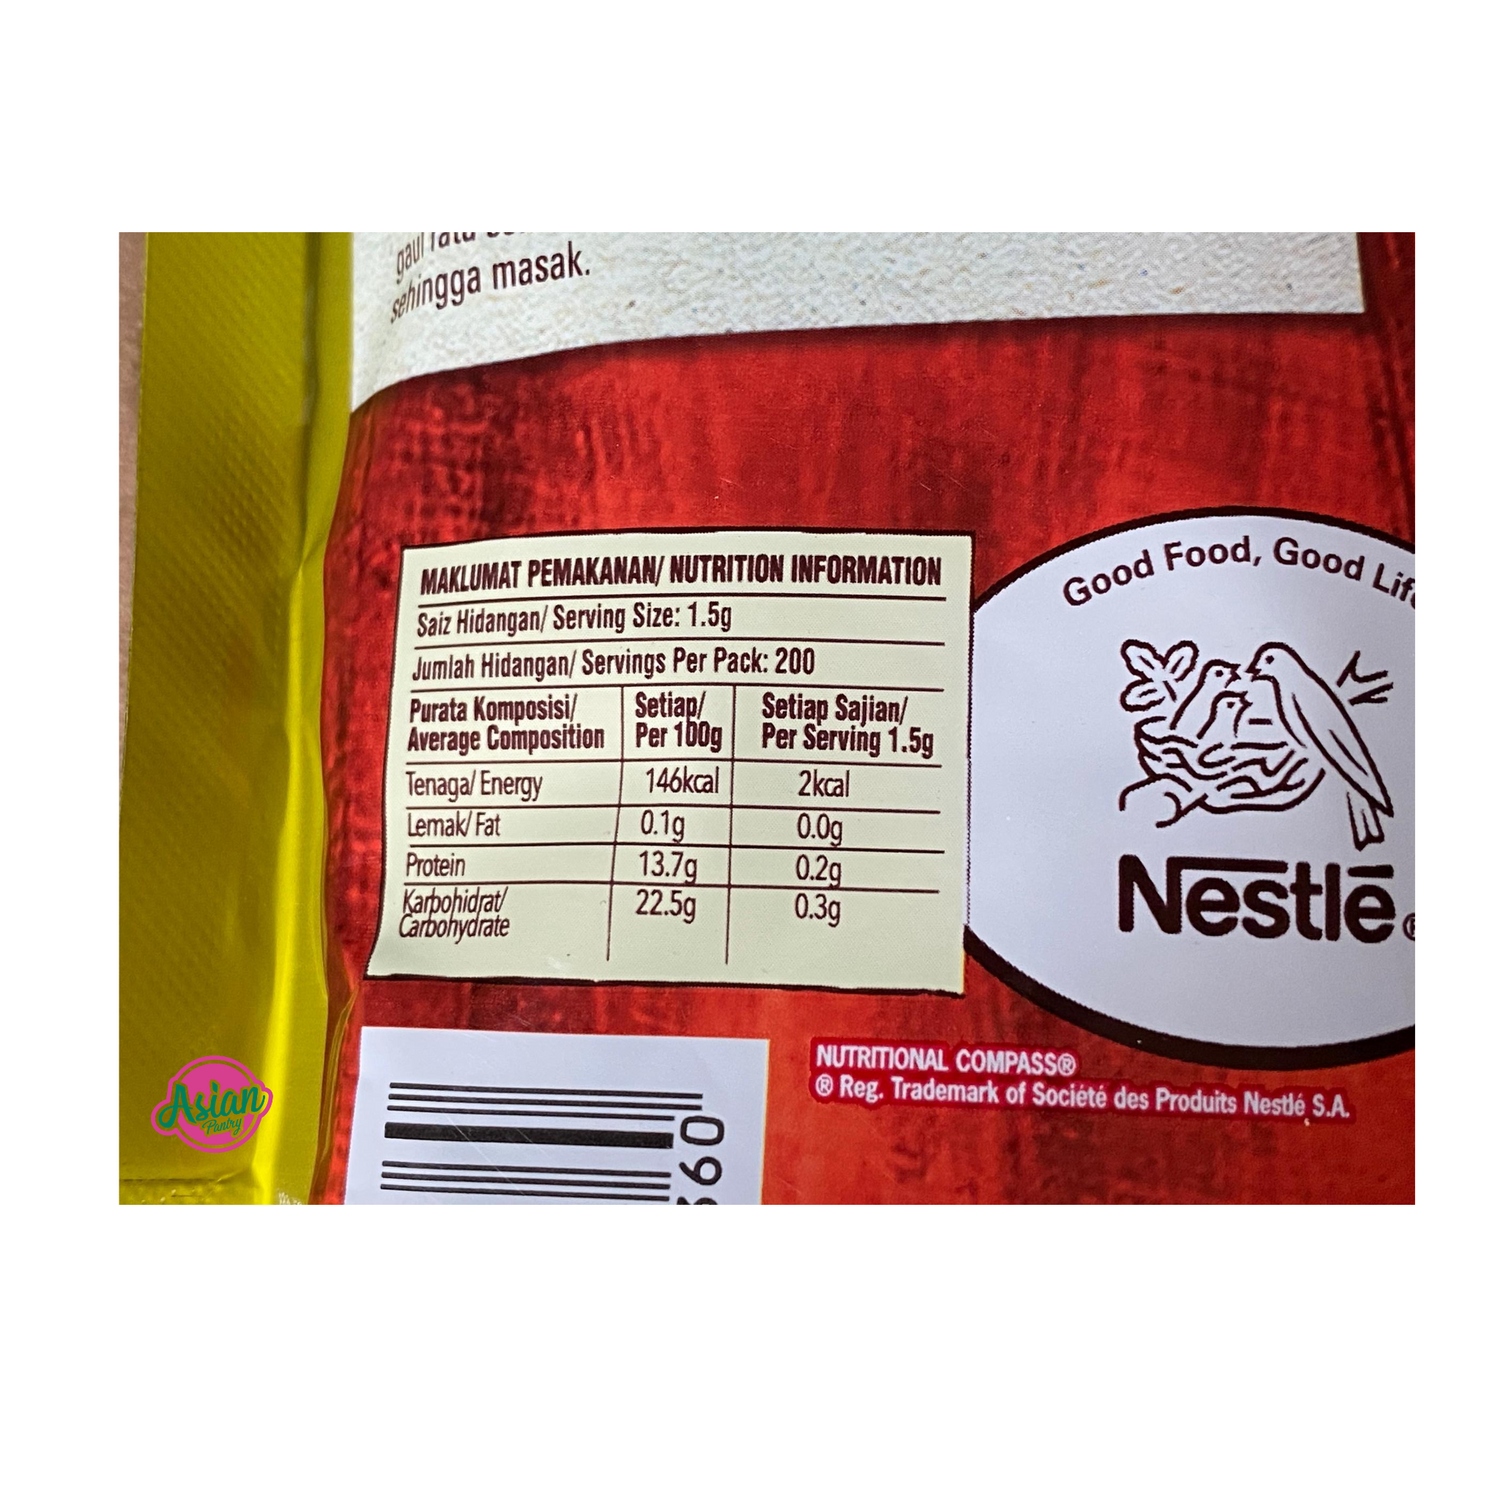 gaul rata
sehingga masak.
MAKLUMAT PEMAKANAN/ NUTRITION INFORMATION
Saiz Hidangan/ Serving Size: 1.5g
Jumlah Hidangan/ Servings Per Pack: 200
Purata Komposisi/ Setiap/ Setiap Sajian/
Average Composition Per 100g Per Serving 1.5g
Tenaga/ Energy 146kcal 2kcal
Lemak/ Fat 0.1g 0.0g
Protein 13.7g 0.2g
Karbohidrat/ 22.5g 0.3g
Carbohydrate
Good Food, Good Life
Nestlé®
NUTRITIONAL COMPASS®
® Reg. Trademark of Société des Produits Nestlé S.A.
60
Asian
Pantry